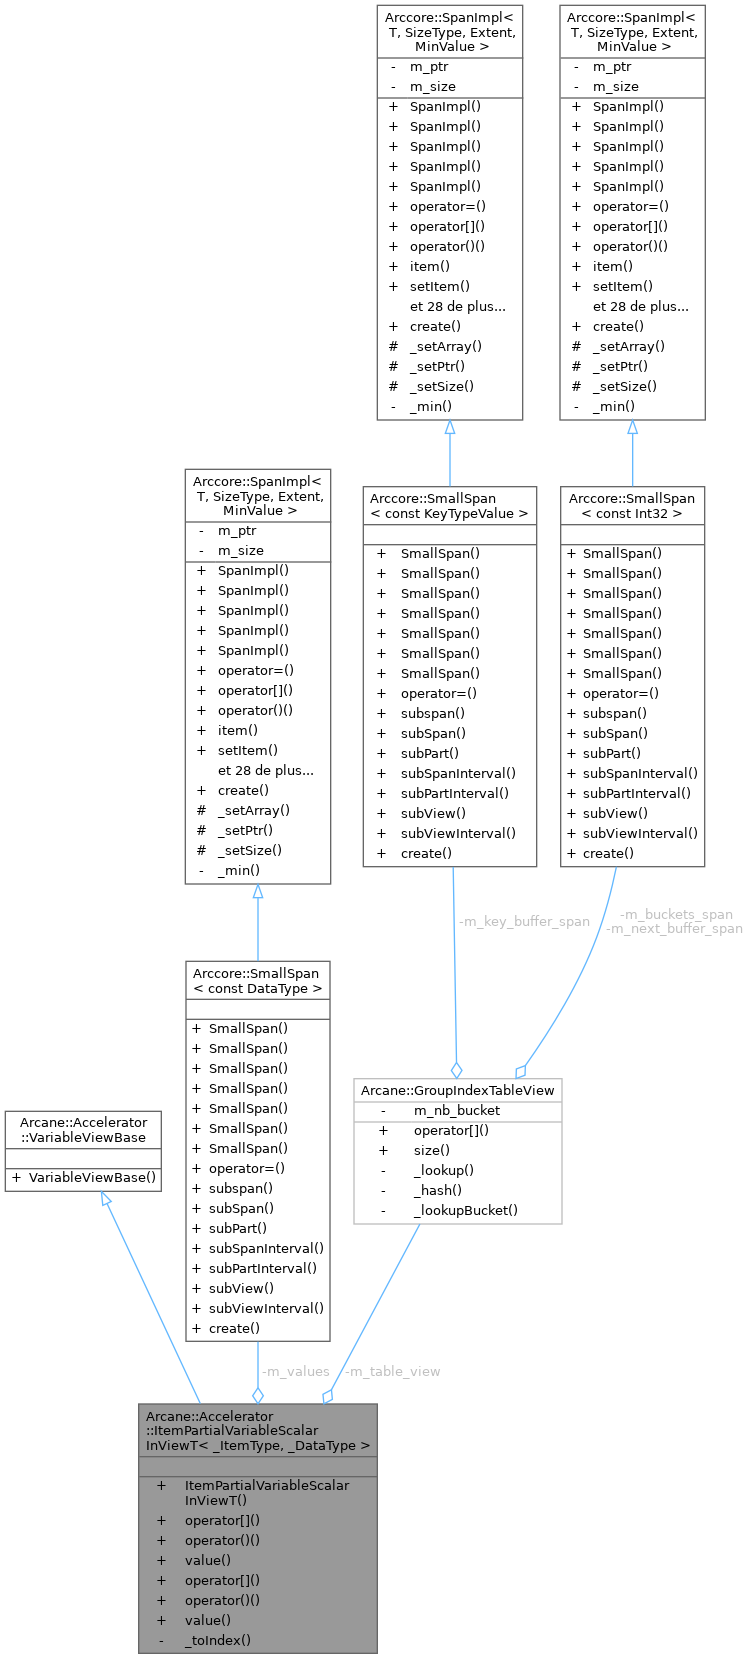 Arccore::SpanImpl<
T, SizeType, Extent,
MinValue >
- m_ptr
- m_size
+ SpanImpl()
+ SpanImpl()
+ SpanImpl()
+ SpanImpl()
+ SpanImpl()
+ operator=()
+ operator[]()
+ operator()()
+ item()
+ setItem()
et 28 de plus...
+ create()
# _setArray()
# _setPtr()
# _setSize()
- _min()
Arccore::SpanImpl<
T, SizeType, Extent,
MinValue >
- m_ptr
- m_size
+ SpanImpl()
+ SpanImpl()
+ SpanImpl()
+ SpanImpl()
+ SpanImpl()
+ operator=()
+ operator[]()
+ operator()()
+ item()
+ setItem()
et 28 de plus...
+ create()
# _setArray()
# _setPtr()
# _setSize()
- _min()
Arccore::SpanImpl<
T, SizeType, Extent,
MinValue >
- m_ptr
- m_size
+ SpanImpl()
+ SpanImpl()
+ SpanImpl()
+ SpanImpl()
+ SpanImpl()
+ operator=()
+ operator[]()
+ operator()()
+ item()
+ setItem()
et 28 de plus...
+ create()
# _setArray()
# _setPtr()
# _setSize()
- _min()
Arccore::SmallSpan
< const KeyTypeValue >
+ SmallSpan()
+ SmallSpan()
+ SmallSpan()
+ SmallSpan()
+ SmallSpan()
+ SmallSpan()
+ SmallSpan()
+ operator=()
+ subspan()
+ subSpan()
+ subPart()
+ subSpanInterval()
+ subPartInterval()
+ subView()
+ subViewInterval()
+ create()
Arccore::SmallSpan
< const Int32 >
+ SmallSpan()
+ SmallSpan()
+ SmallSpan()
+ SmallSpan()
+ SmallSpan()
+ SmallSpan()
+ SmallSpan()
+ operator=()
+ subspan()
+ subSpan()
+ subPart()
+ subSpanInterval()
+ subPartInterval()
+ subView()
+ subViewInterval()
+ create()
-m_key_buffer_span
-m_buckets_span
-m_next_buffer_span
Arccore::SmallSpan
< const DataType >
+ SmallSpan()
+ SmallSpan()
+ SmallSpan()
+ SmallSpan()
+ SmallSpan()
+ SmallSpan()
+ SmallSpan()
+ operator=()
+ subspan()
+ subSpan()
+ subPart()
+ subSpanInterval()
+ subPartInterval()
+ subView()
+ subViewInterval()
+ create()
Arcane::GroupIndexTableView
- m_nb_bucket
+ operator[]()
+ size()
- _lookup()
- _hash()
- _lookupBucket()
Arcane::Accelerator
::VariableViewBase
+ VariableViewBase()
-m_values
-m_table_view
Arcane::Accelerator
::ItemPartialVariableScalar
InViewT< _ItemType, _DataType >
+ ItemPartialVariableScalar
InViewT()
+ operator[]()
+ operator()()
+ value()
+ operator[]()
+ operator()()
+ value()
- _toIndex()